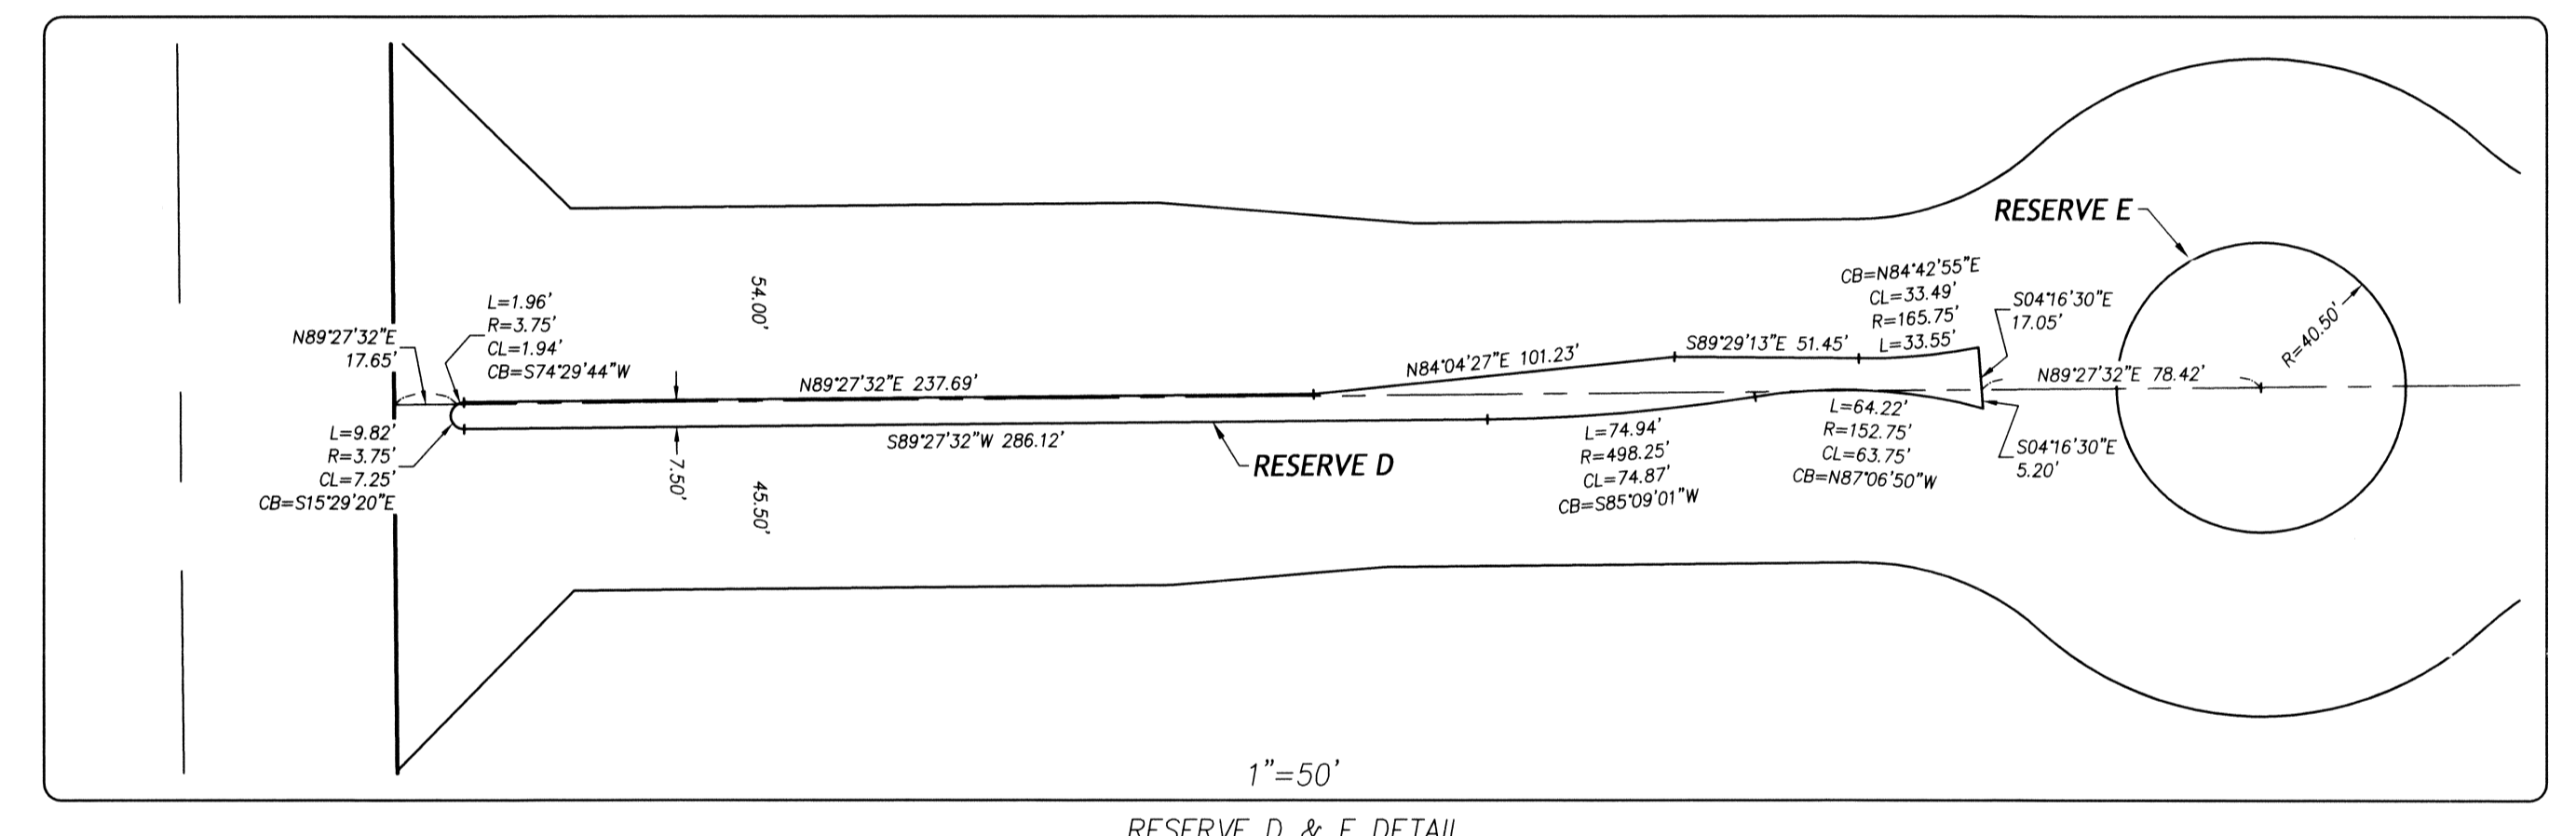 RESERVE E
CB=N84°42'55"E
CL=33.49'
R=165.75'
L=33.55'
S04°16'30"E
17.05'
R=40.50'
N89°27'32"E 78.42'
S04°16'30"E
5.20'
54.00'
L=1.96'
R=3.75'
CL=1.94'
CB=S74°29'44"W
N89°27'32"E
17.65'
N89°27'32"E 237.69'
N84°04'27"E 101.23'
S89°29'13"E 51.45'
L=9.82'
R=3.75'
CL=7.25'
CB=S15°29'20"E
S89°27'32"W 286.12'
7.50'
45.50'
RESERVE D
L=74.94'
R=498.25'
CL=74.87'
CB=S85°09'01"W
L=64.22'
R=152.75'
CL=63.75'
CB=N87°06'50"W
1"=50'
RESERVE D & E DETAIL